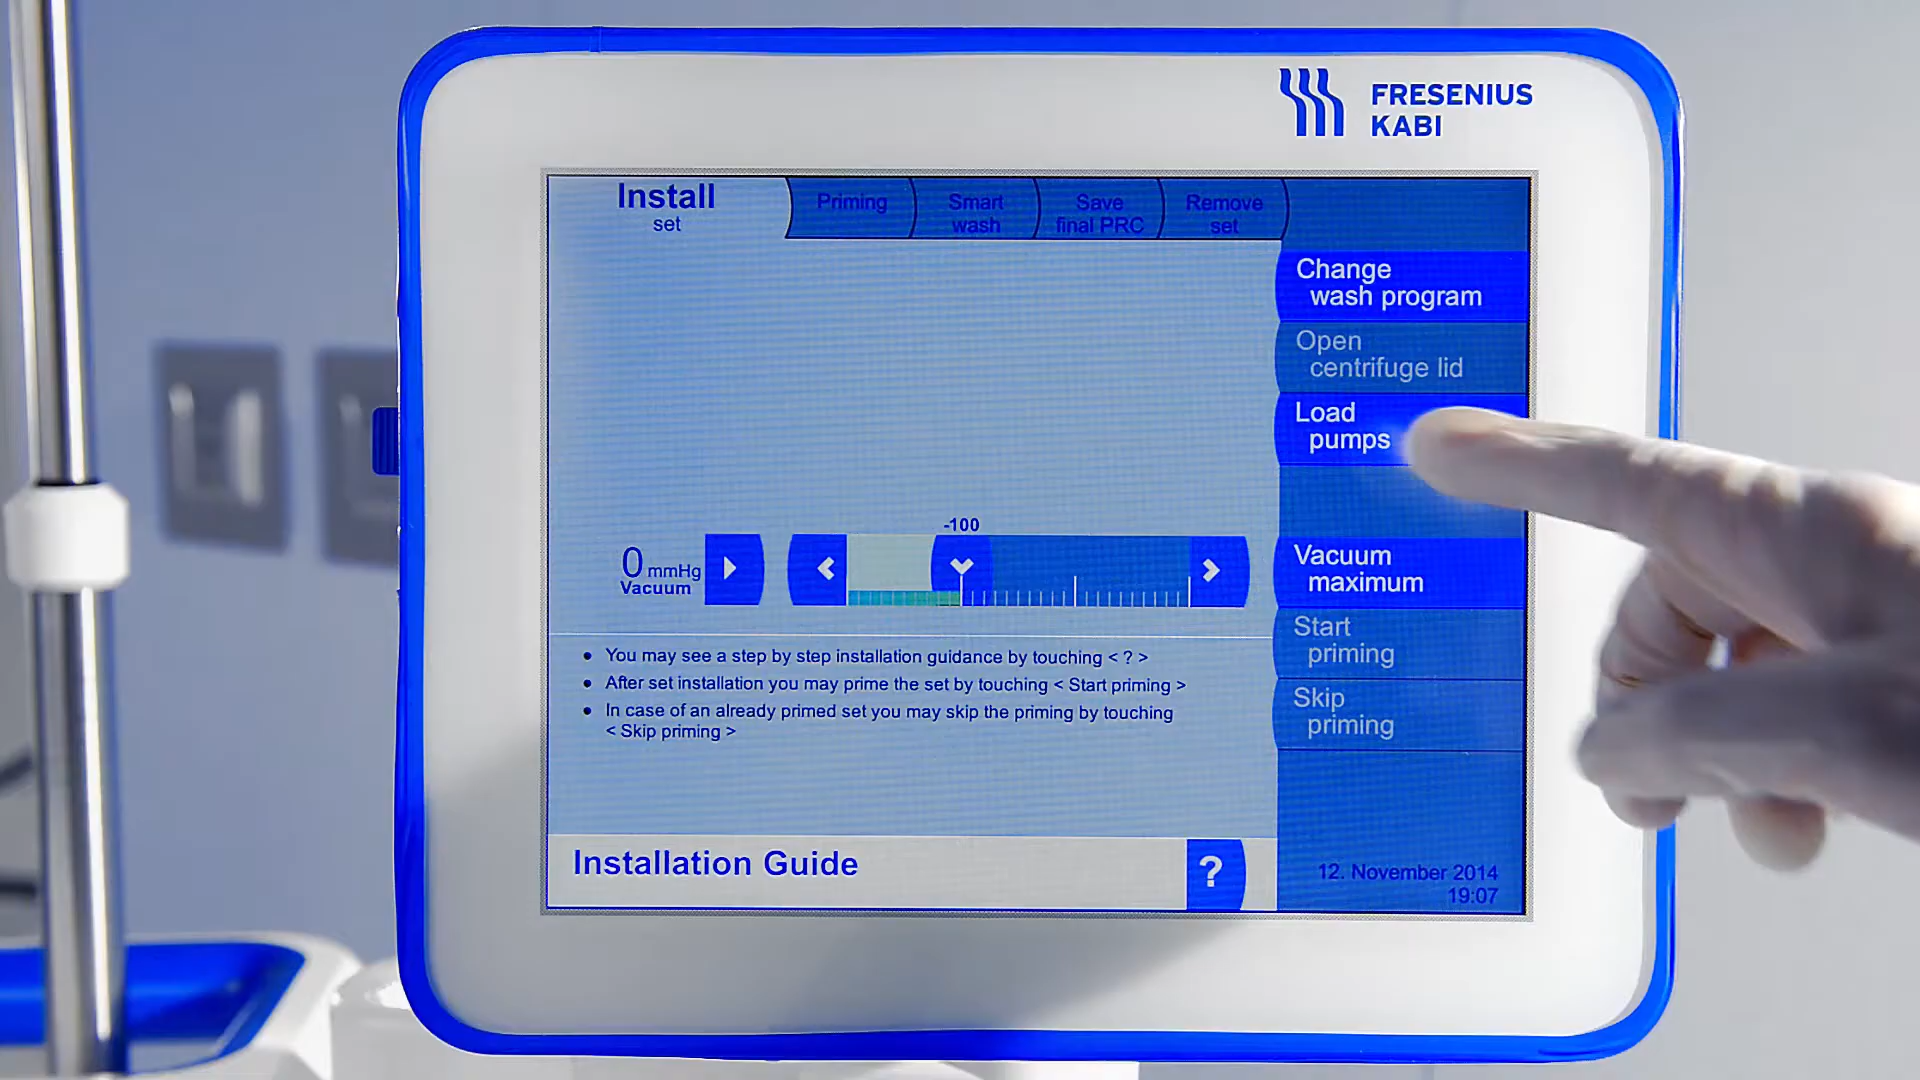 FRESENIUS
KABI
Install
set
Priming
Smart
wash
Save
final PRC
Remove
set
Change
wash program
Open
centrifuge lid
Load
pumps
-100
0 mmHg
Vacuum
Vacuum
maximum
Start
priming
Skip
priming
• You may see a step by step installation guidance by touching < ? >
• After set installation you may prime the set by touching < Start priming >
• In case of an already primed set you may skip the priming by touching
< Skip priming >
Installation Guide
?
12. November 2014
19:07